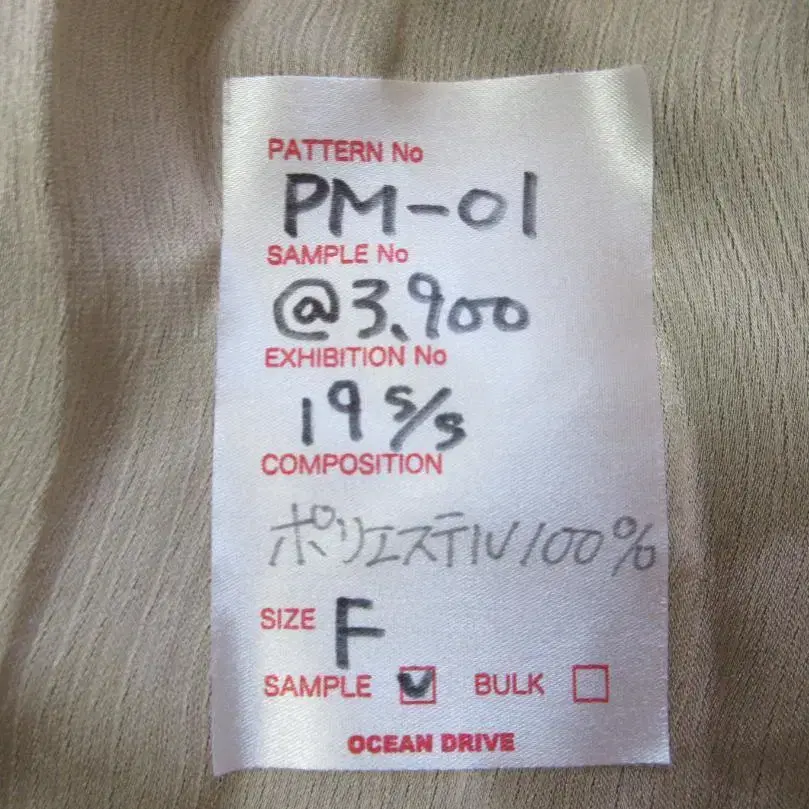 PATTERN No
PM-01
SAMPLE No
@3,900
EXHIBITION No
19 s/s
COMPOSITION
ポリエステル100%
SIZE F
SAMPLE BULK
OCEAN DRIVE